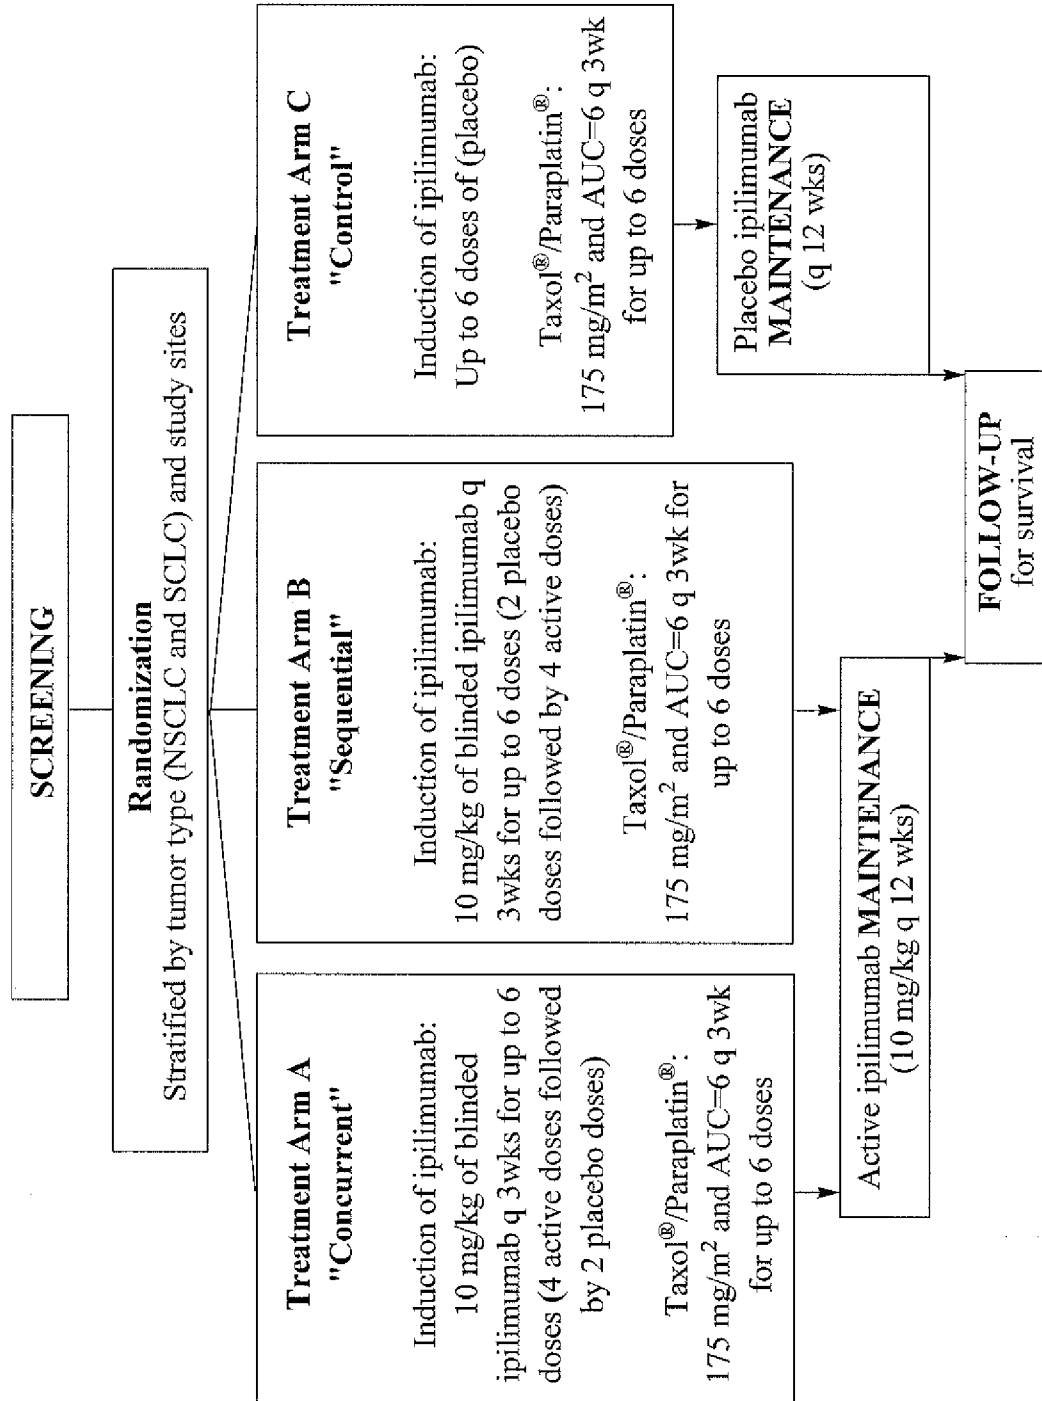 SCREENING
Randomization
Stratified by tumor type (NSCLC and SCLC) and study sites
Treatment Arm A
"Concurrent"
Induction of ipilimumab:
10 mg/kg of blinded
ipilimumab q 3wks for up to 6
doses (4 active doses followed
by 2 placebo doses)
Taxol®/Paraplatin®:
175 mg/m² and AUC=6 q 3wk
for up to 6 doses
Treatment Arm B
"Sequential"
Induction of ipilimumab:
10 mg/kg of blinded ipilimumab q
3wks for up to 6 doses (2 placebo
doses followed by 4 active doses)
Taxol®/Paraplatin®:
175 mg/m² and AUC=6 q 3wk for
up to 6 doses
Treatment Arm C
"Control"
Induction of ipilimumab:
Up to 6 doses of (placebo)
Taxol®/Paraplatin®:
175 mg/m² and AUC=6 q 3wk
for up to 6 doses
Active ipilimumab MAINTENANCE
(10 mg/kg q 12 wks)
Placebo ipilimumab
MAINTENANCE
(q 12 wks)
FOLLOW-UP
for survival